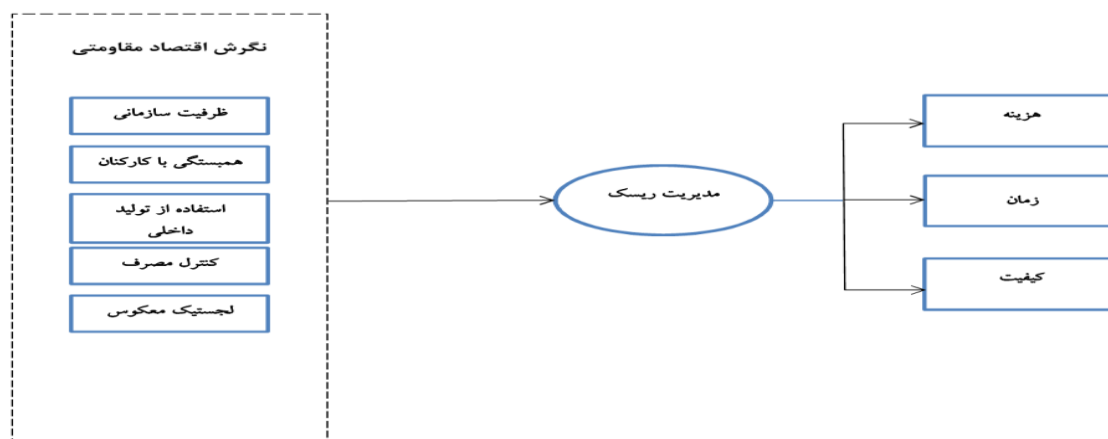 نگرش اقتصاد مقاومتی
ظرفیت سازمانی
همبستگی با کارکنان
استفاده از تولید
داخلی
کنترل مصرف
لجستیک معکوس
مدیریت ریسک
هزینه
زمان
کیفیت